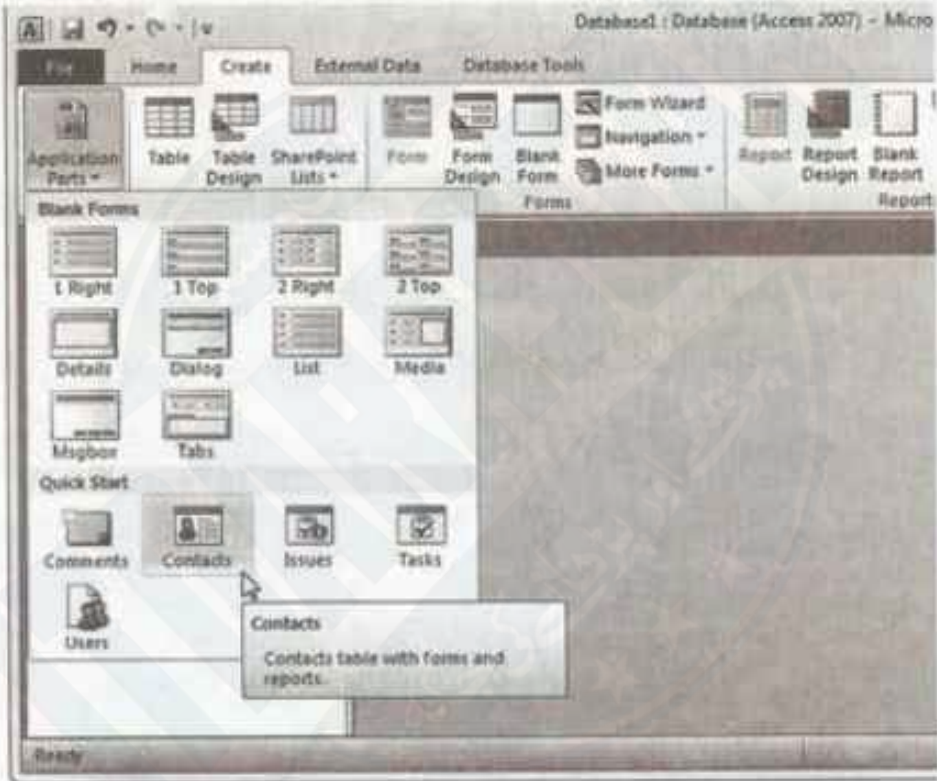 Database1 : Database (Access 2007) - Micro
File Home Create External Data Database Tools
Application Parts
Table
Table Design
SharePoint Lists
Form
Form Design
Blank Form
Form Wizard
Navigation
More Forms
Report
Report Design
Blank Report
Forms
Report
Blank Forms
1 Right 1 Top 2 Right 2 Top
Details Dialog List Media
Msgbox Tabs
Quick Start
Comments Contacts Issues Tasks
Users
Contacts
Contacts table with forms and
reports.
Ready